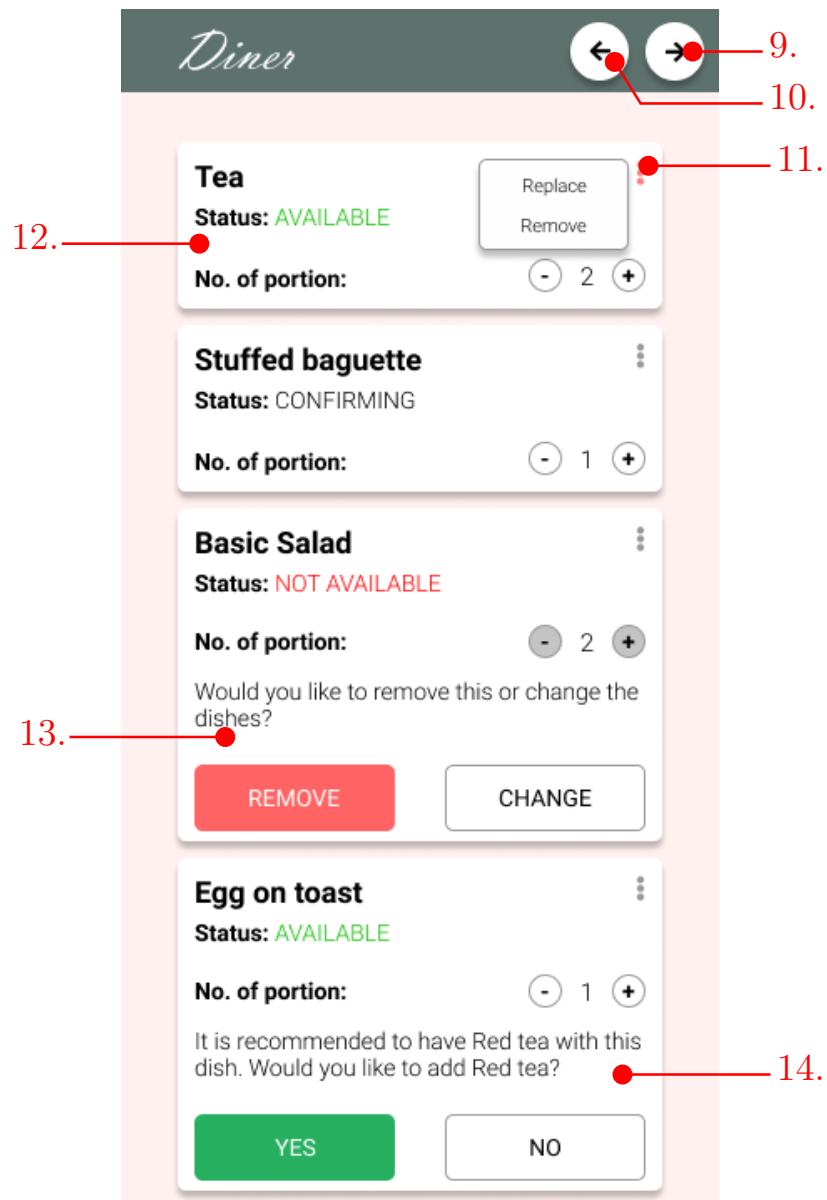 Diner
9.
10.
11.
Tea
Replace
Status: AVAILABLE
Remove
12.
No. of portion:
- 2 +
Stuffed baguette
Status: CONFIRMING
No. of portion:
- 1 +
Basic Salad
Status: NOT AVAILABLE
No. of portion:
- 2 +
Would you like to remove this or change the
dishes?
13.
REMOVE
CHANGE
Egg on toast
Status: AVAILABLE
No. of portion:
- 1 +
It is recommended to have Red tea with this
dish. Would you like to add Red tea?
14.
YES
NO